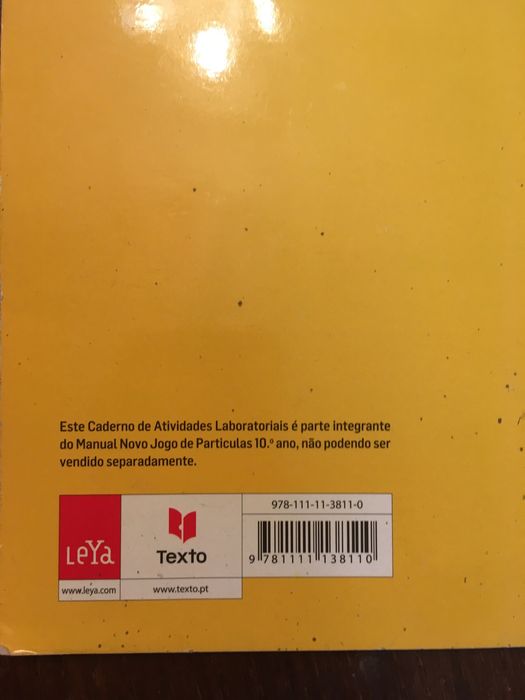 Este Caderno de Atividades Laboratoriais é parte integrante
do Manual Novo Jogo de Particulas 10.º ano, não podendo ser
vendido separadamente.
978-111-11-3811-0
LEYA
Texto
9 781111 138110
www.leya.com
www.texto.pt